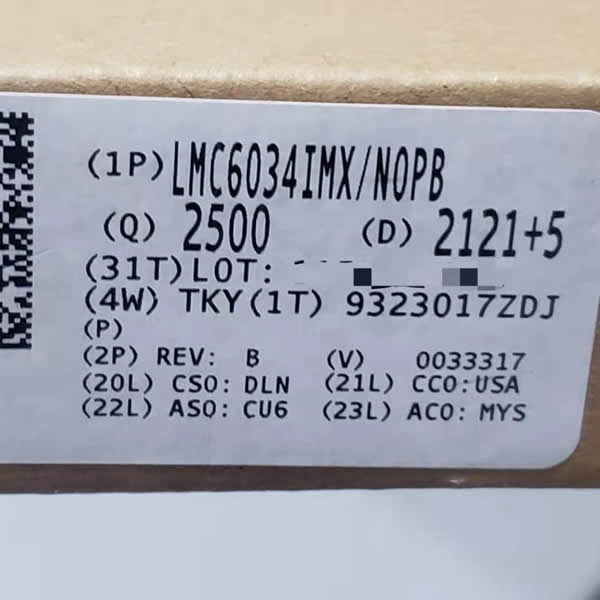 (1P) LMC6034IMX/NOPB
(Q) 2500 (D) 2121+5
(31T) LOT:
(4W) TKY (1T) 9323017ZDJ
(P)
(2P) REV: B (V) 0033317
(20L) CSO: DLN (21L) CCO: USA
(22L) ASO: CU6 (23L) ACO: MYS